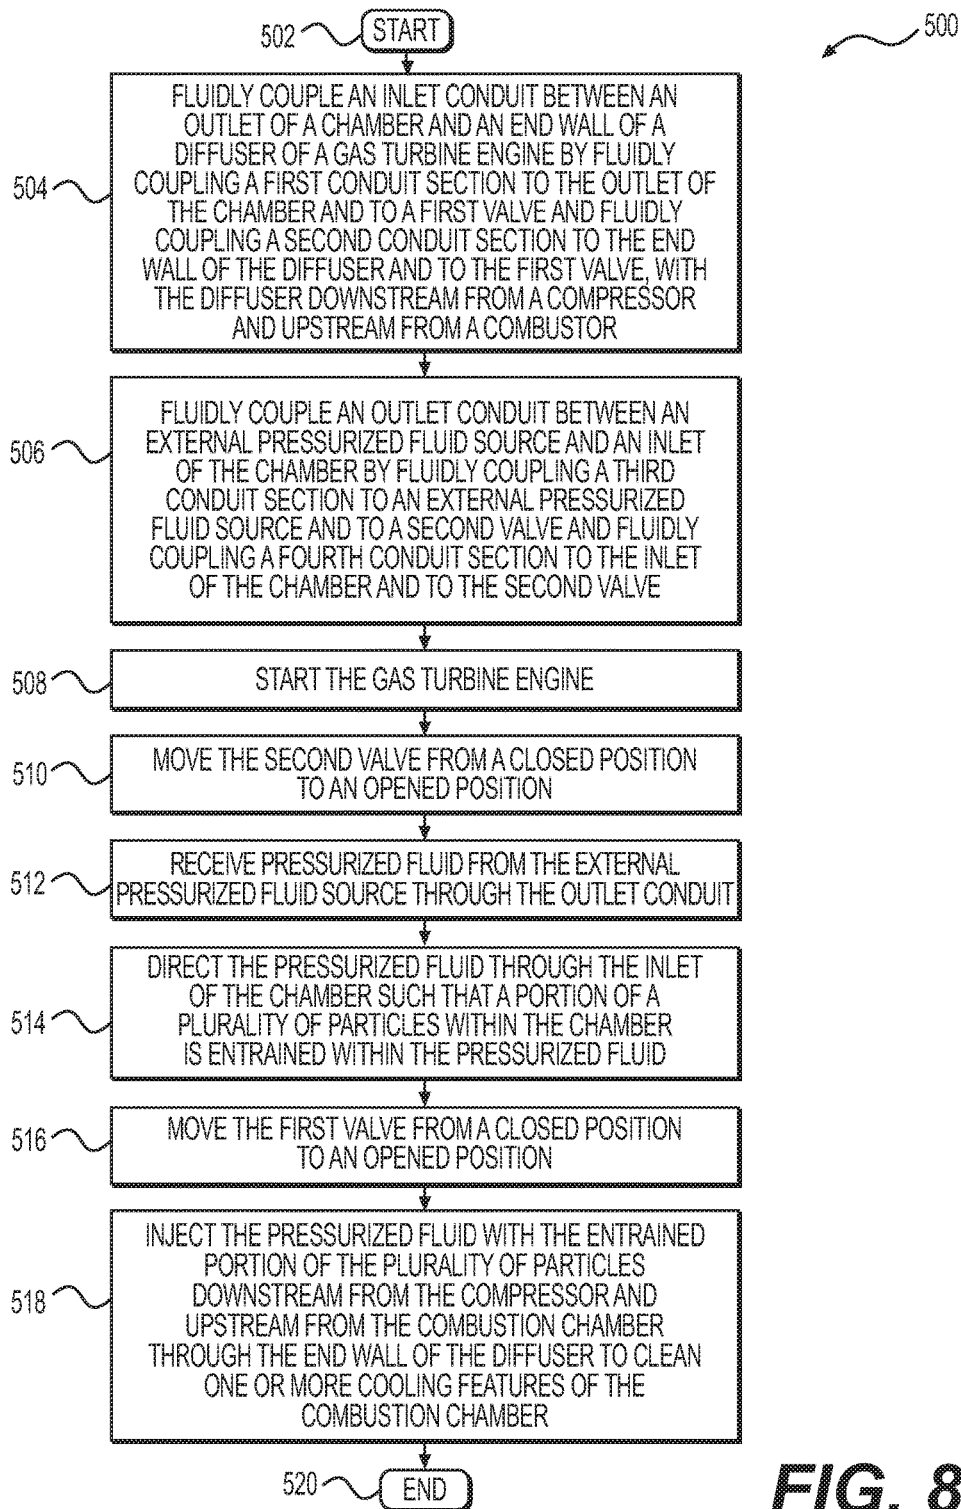 500
502
START
504
FLUIDLY COUPLE AN INLET CONDUIT BETWEEN AN
OUTLET OF A CHAMBER AND AN END WALL OF A
DIFFUSER OF A GAS TURBINE ENGINE BY FLUIDLY
COUPLING A FIRST CONDUIT SECTION TO THE OUTLET OF
THE CHAMBER AND TO A FIRST VALVE AND FLUIDLY
COUPLING A SECOND CONDUIT SECTION TO THE END
WALL OF THE DIFFUSER AND TO THE FIRST VALVE, WITH
THE DIFFUSER DOWNSTREAM FROM A COMPRESSOR
AND UPSTREAM FROM A COMBUSTOR
506
FLUIDLY COUPLE AN OUTLET CONDUIT BETWEEN AN
EXTERNAL PRESSURIZED FLUID SOURCE AND AN INLET
OF THE CHAMBER BY FLUIDLY COUPLING A THIRD
CONDUIT SECTION TO AN EXTERNAL PRESSURIZED
FLUID SOURCE AND TO A SECOND VALVE AND FLUIDLY
COUPLING A FOURTH CONDUIT SECTION TO THE INLET
OF THE CHAMBER AND TO THE SECOND VALVE
508
START THE GAS TURBINE ENGINE
510
MOVE THE SECOND VALVE FROM A CLOSED POSITION
TO AN OPENED POSITION
512
RECEIVE PRESSURIZED FLUID FROM THE EXTERNAL
PRESSURIZED FLUID SOURCE THROUGH THE OUTLET CONDUIT
514
DIRECT THE PRESSURIZED FLUID THROUGH THE INLET
OF THE CHAMBER SUCH THAT A PORTION OF A
PLURALITY OF PARTICLES WITHIN THE CHAMBER
IS ENTRAINED WITHIN THE PRESSURIZED FLUID
516
MOVE THE FIRST VALVE FROM A CLOSED POSITION
TO AN OPENED POSITION
518
INJECT THE PRESSURIZED FLUID WITH THE ENTRAINED
PORTION OF THE PLURALITY OF PARTICLES
DOWNSTREAM FROM THE COMPRESSOR AND
UPSTREAM FROM THE COMBUSTION CHAMBER
THROUGH THE END WALL OF THE DIFFUSER TO CLEAN
ONE OR MORE COOLING FEATURES OF THE
COMBUSTION CHAMBER
520
END
FIG. 8